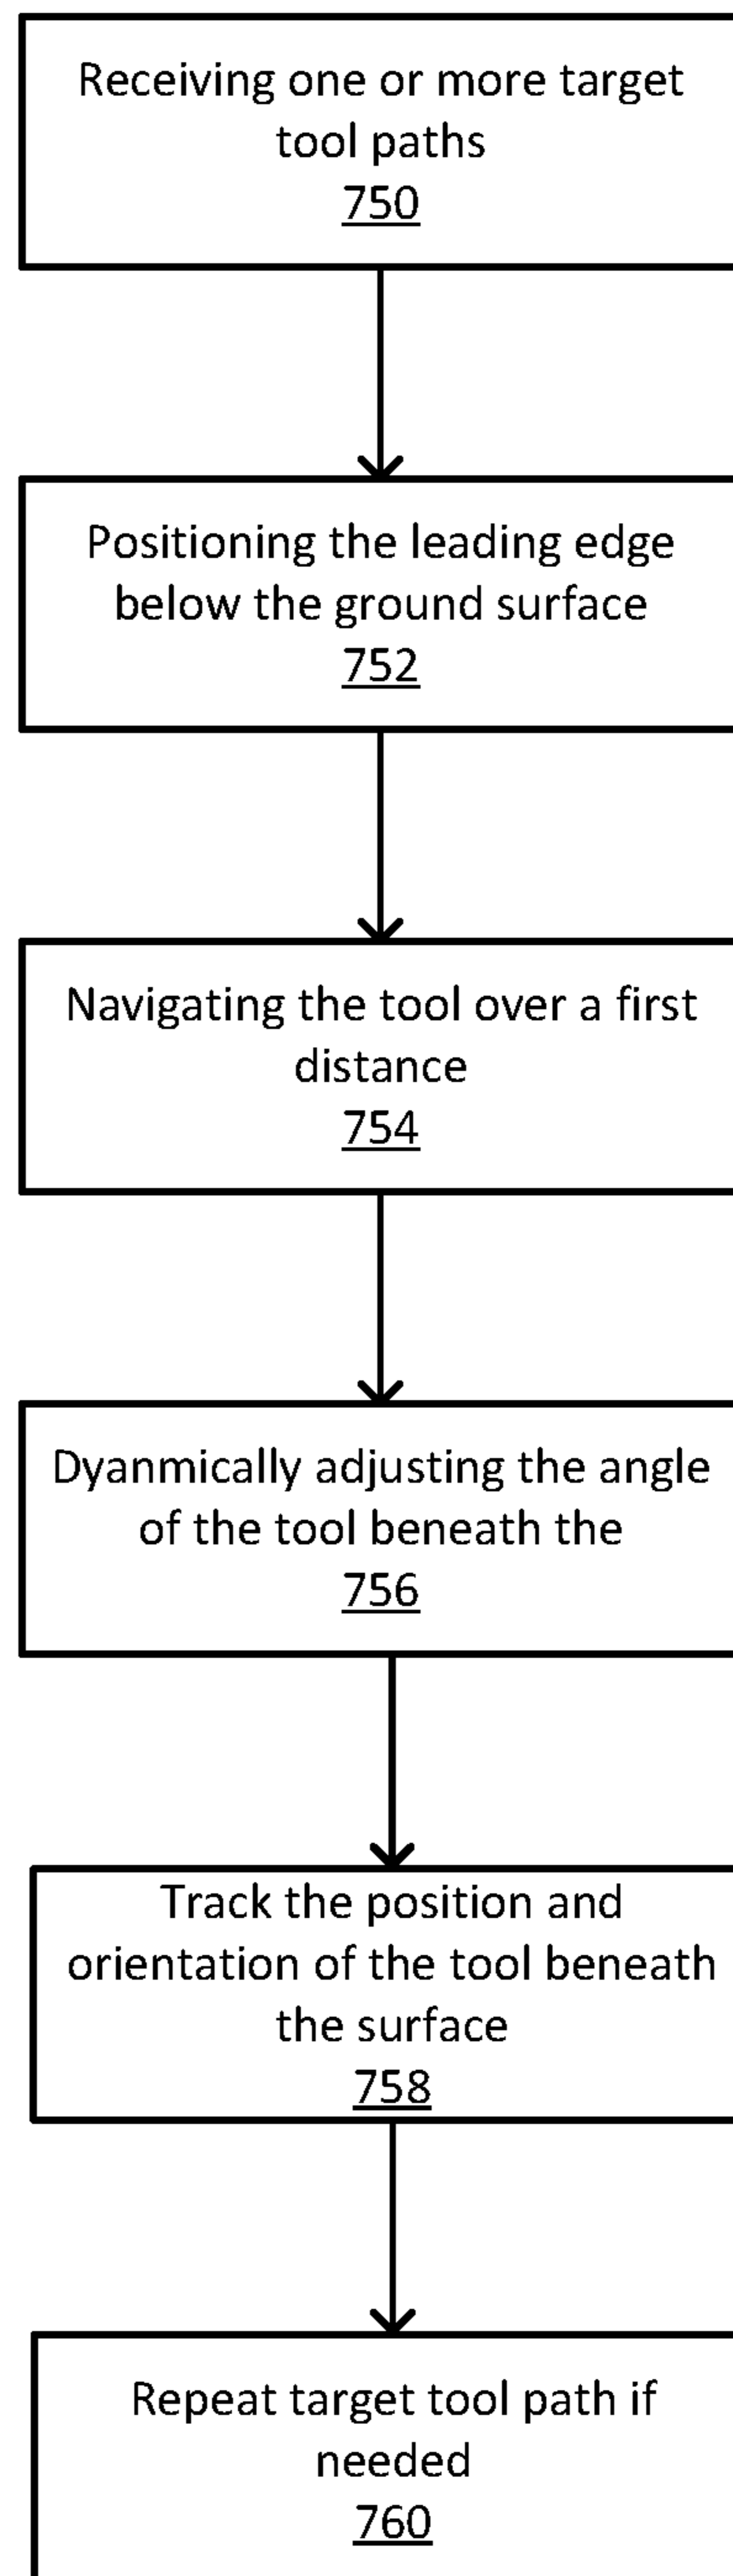 Receiving one or more target
tool paths
750
Positioning the leading edge
below the ground surface
752
Navigating the tool over a first
distance
754
Dyanmically adjusting the angle
of the tool beneath the
756
Track the position and
orientation of the tool beneath
the surface
758
Repeat target tool path if
needed
760